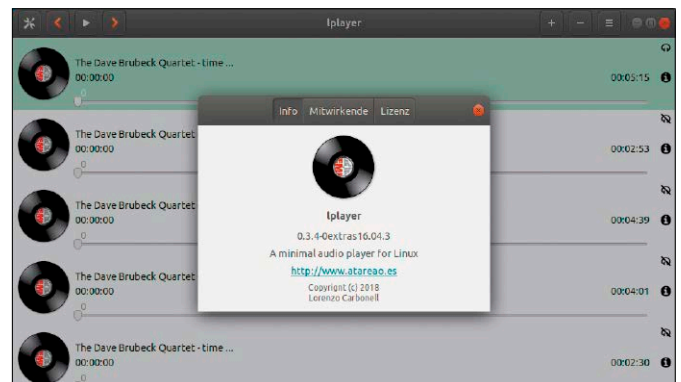 lplayer
The Dave Brubeck Quartet - time ...
00:00:00
00:05:15
0
Info Mitwirkende Lizenz
The Dave Brubeck Quartet
00:00:00
00:02:53
0
lplayer
0.3.4-0extras16.04.3
A minimal audio player for Linux
http://www.atareao.es
Copyright (c) 2018
Lorenzo Carbonell
The Dave Brubeck Quartet
00:00:00
00:04:39
0
The Dave Brubeck Quartet
00:00:00
00:04:01
0
The Dave Brubeck Quartet - time ...
00:00:00
00:02:30
0